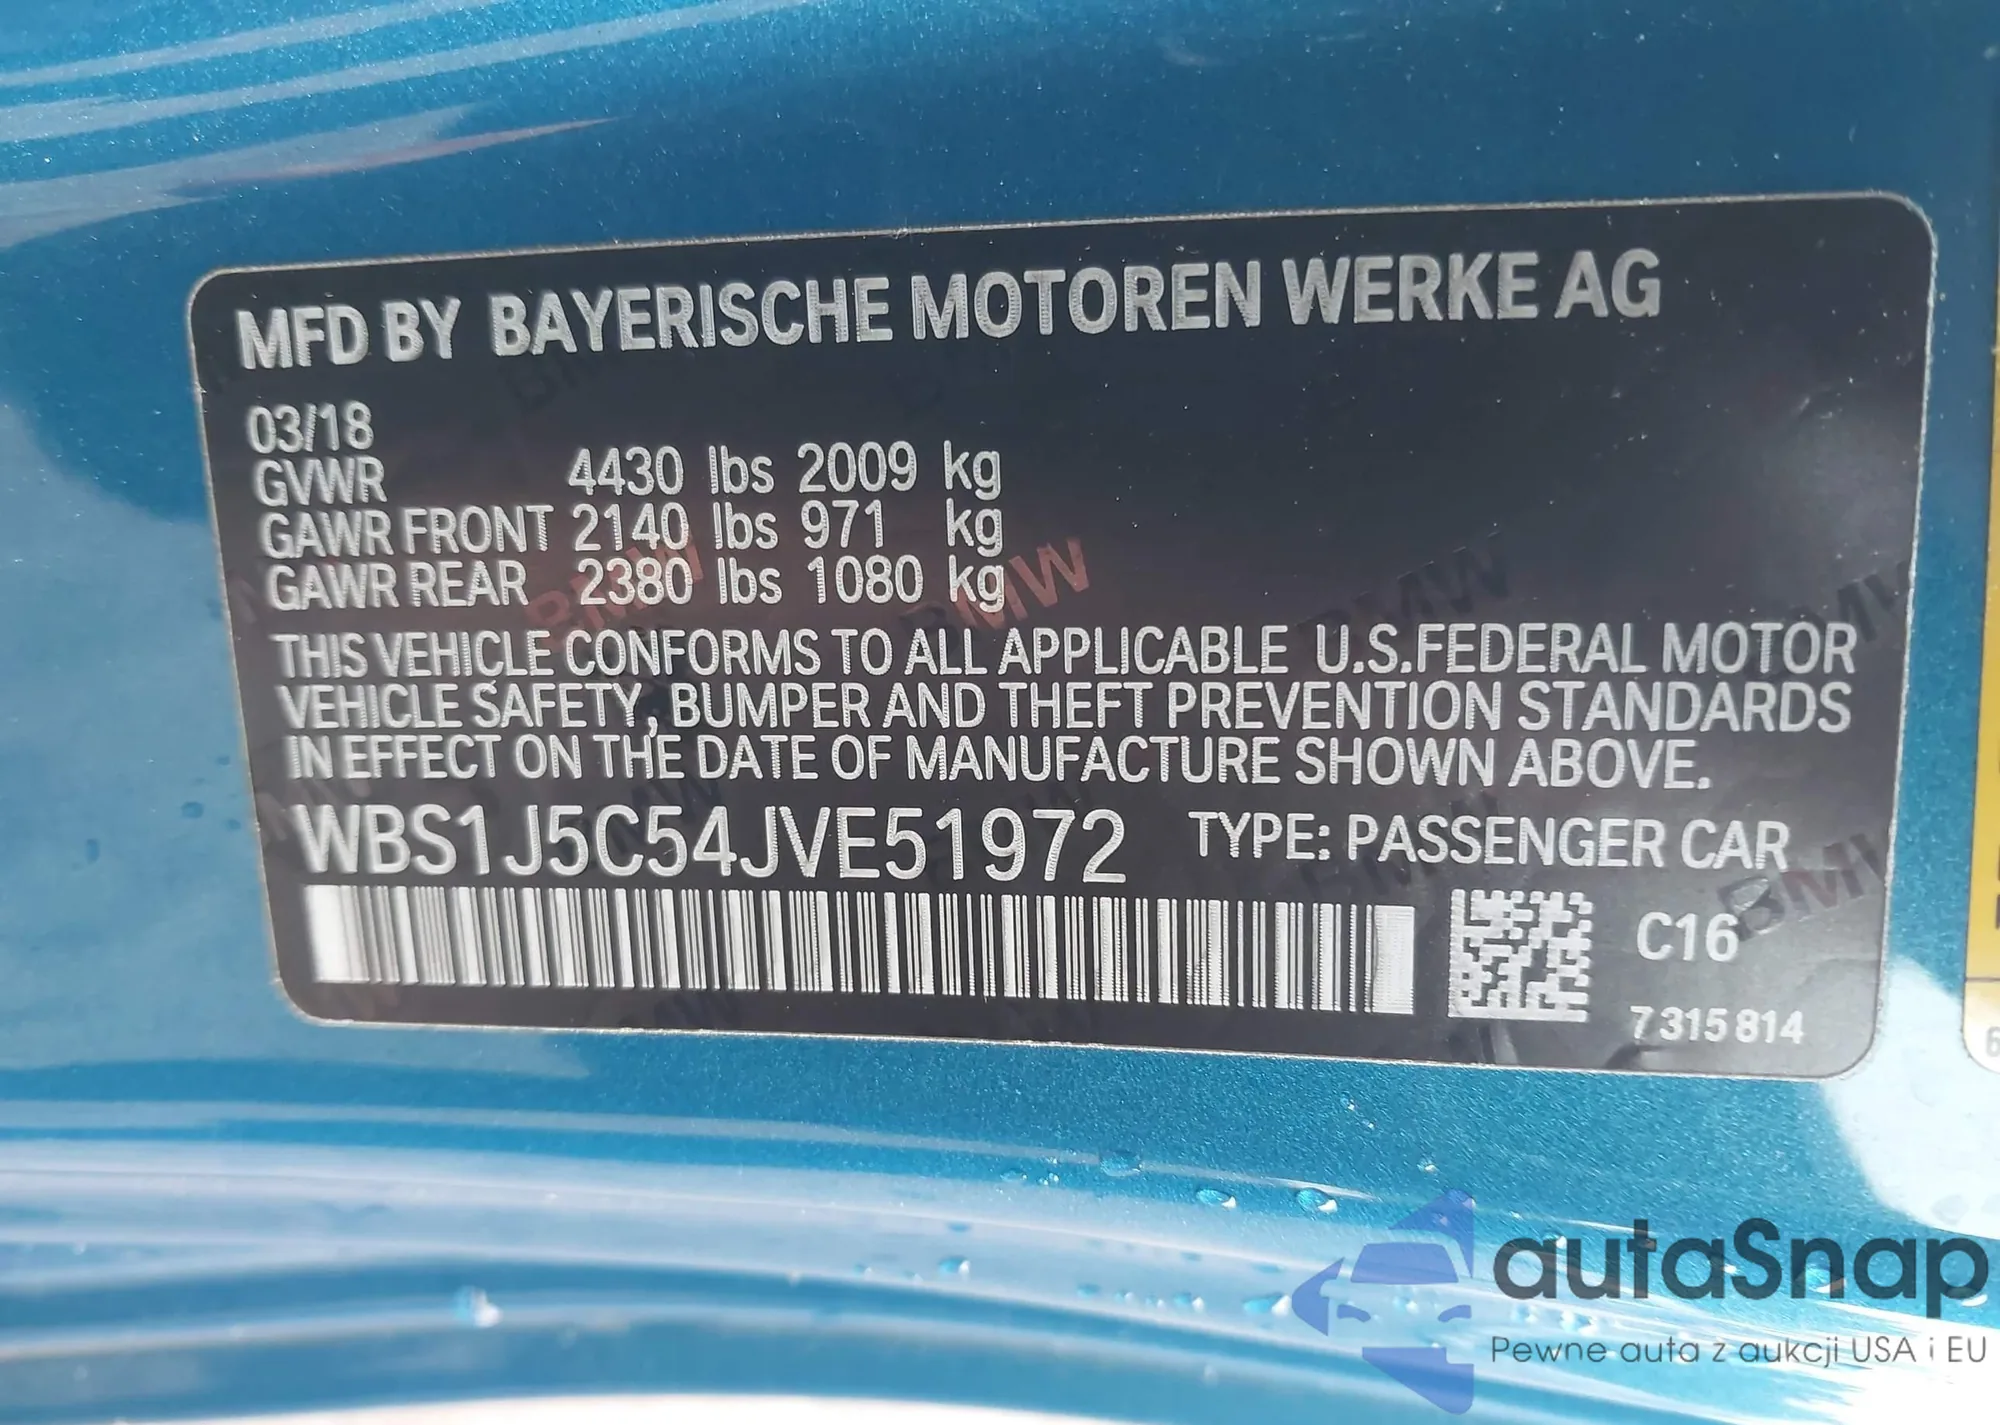 MFD BY BAYERISCHE MOTOREN WERKE AG
03/18
GVWR 4430 lbs 2009 kg
GAWR FRONT 2140 lbs 971 kg
GAWR REAR 2380 lbs 1080 kg
THIS VEHICLE CONFORMS TO ALL APPLICABLE U.S.FEDERAL MOTOR
VEHICLE SAFETY, BUMPER AND THEFT PREVENTION STANDARDS
IN EFFECT ON THE DATE OF MANUFACTURE SHOWN ABOVE.
WBS1J5C54JVE51972 TYPE: PASSENGER CAR
C16
7315814
autaSnap
Pewne auta z aukcji USA i EU